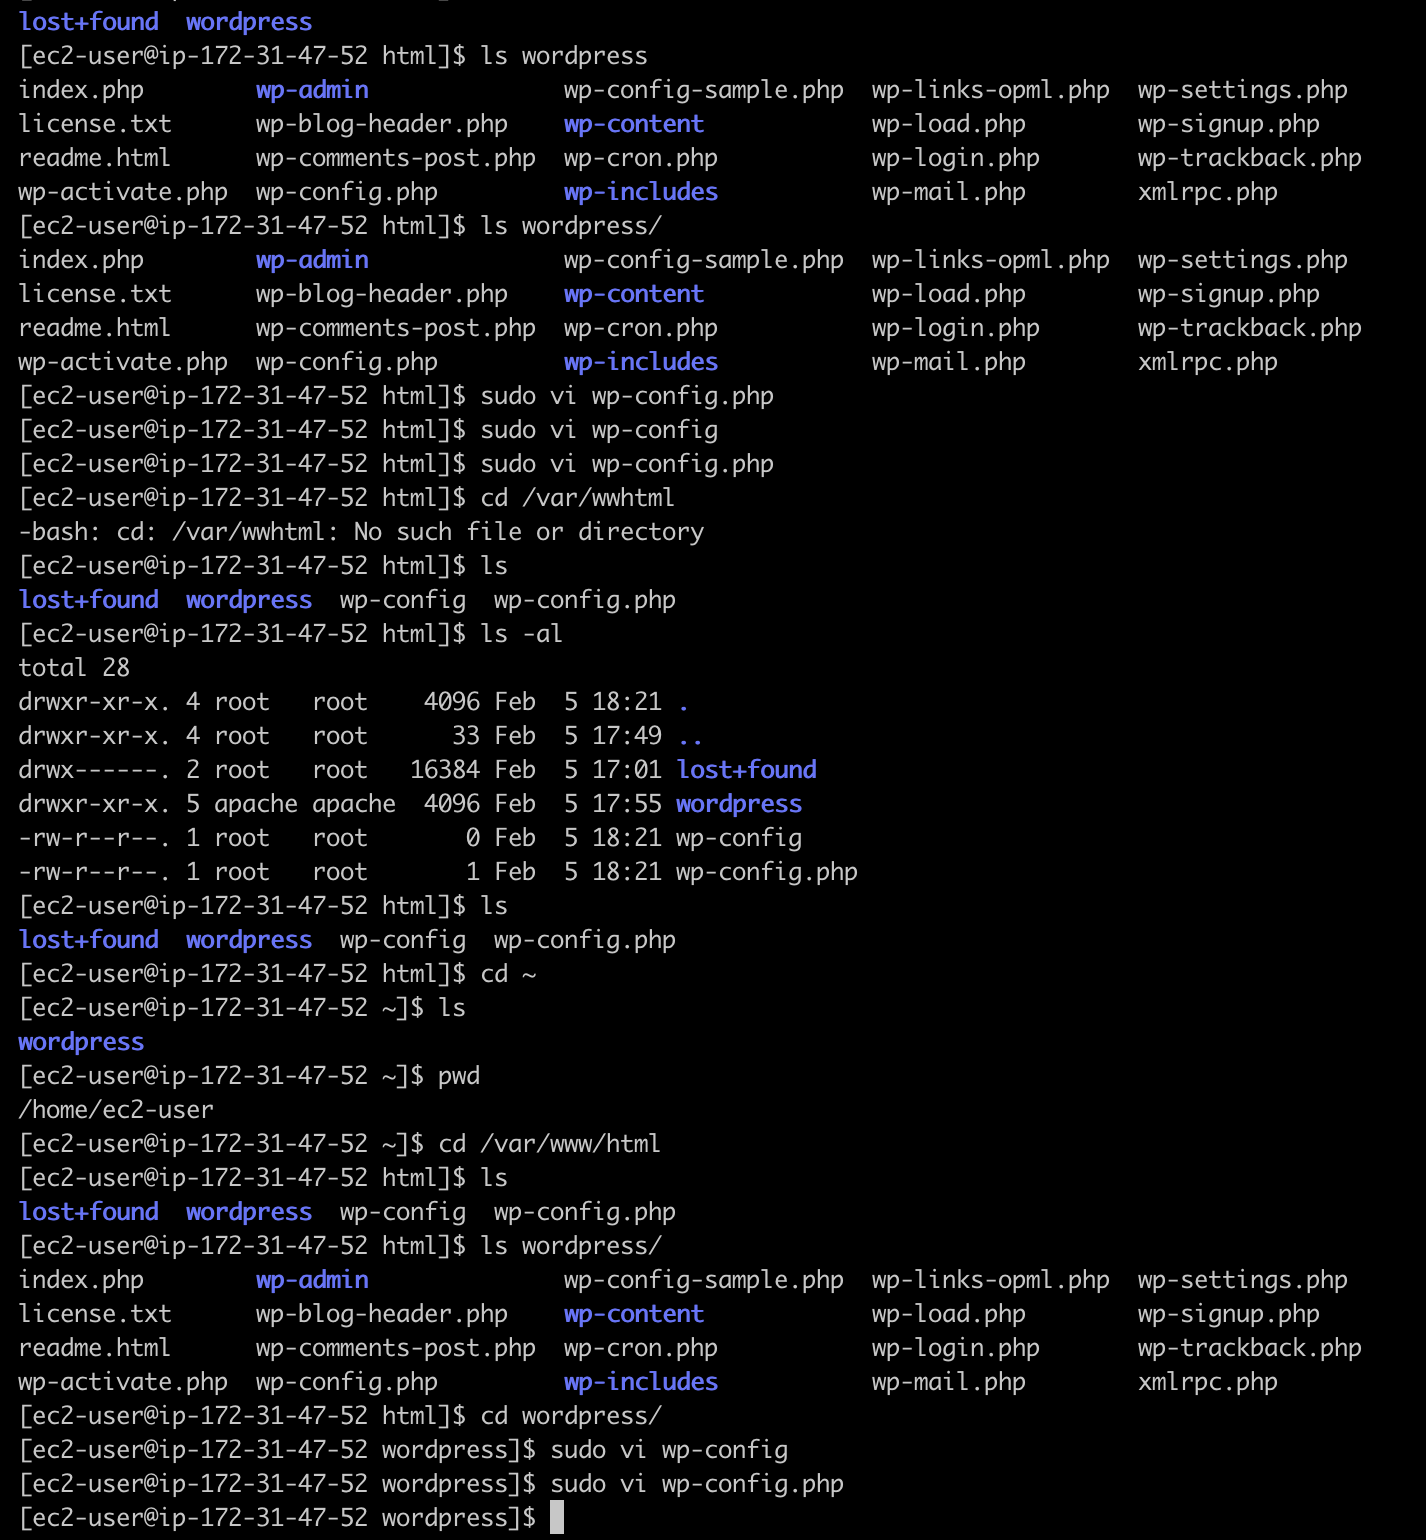 lost+found  wordpress
[ec2-user@ip-172-31-47-52 html]$ ls wordpress
index.php        wp-admin              wp-config-sample.php  wp-links-opml.php  wp-settings.php
license.txt      wp-blog-header.php    wp-content            wp-load.php        wp-signup.php
readme.html      wp-comments-post.php  wp-cron.php           wp-login.php       wp-trackback.php
wp-activate.php  wp-config.php         wp-includes           wp-mail.php        xmlrpc.php
[ec2-user@ip-172-31-47-52 html]$ ls wordpress/
index.php        wp-admin              wp-config-sample.php  wp-links-opml.php  wp-settings.php
license.txt      wp-blog-header.php    wp-content            wp-load.php        wp-signup.php
readme.html      wp-comments-post.php  wp-cron.php           wp-login.php       wp-trackback.php
wp-activate.php  wp-config.php         wp-includes           wp-mail.php        xmlrpc.php
[ec2-user@ip-172-31-47-52 html]$ sudo vi wp-config.php
[ec2-user@ip-172-31-47-52 html]$ sudo vi wp-config
[ec2-user@ip-172-31-47-52 html]$ sudo vi wp-config.php
[ec2-user@ip-172-31-47-52 html]$ cd /var/wwhtml
-bash: cd: /var/wwhtml: No such file or directory
[ec2-user@ip-172-31-47-52 html]$ ls
lost+found  wordpress  wp-config  wp-config.php
[ec2-user@ip-172-31-47-52 html]$ ls -al
total 28
drwxr-xr-x. 4 root   root    4096 Feb  5 18:21 .
drwxr-xr-x. 4 root   root      33 Feb  5 17:49 ..
drwx------. 2 root   root   16384 Feb  5 17:01 lost+found
drwxr-xr-x. 5 apache apache  4096 Feb  5 17:55 wordpress
-rw-r--r--. 1 root   root       0 Feb  5 18:21 wp-config
-rw-r--r--. 1 root   root       1 Feb  5 18:21 wp-config.php
[ec2-user@ip-172-31-47-52 html]$ ls
lost+found  wordpress  wp-config  wp-config.php
[ec2-user@ip-172-31-47-52 html]$ cd ~
[ec2-user@ip-172-31-47-52 ~]$ ls
wordpress
[ec2-user@ip-172-31-47-52 ~]$ pwd
/home/ec2-user
[ec2-user@ip-172-31-47-52 ~]$ cd /var/www/html
[ec2-user@ip-172-31-47-52 html]$ ls
lost+found  wordpress  wp-config  wp-config.php
[ec2-user@ip-172-31-47-52 html]$ ls wordpress/
index.php        wp-admin              wp-config-sample.php  wp-links-opml.php  wp-settings.php
license.txt      wp-blog-header.php    wp-content            wp-load.php        wp-signup.php
readme.html      wp-comments-post.php  wp-cron.php           wp-login.php       wp-trackback.php
wp-activate.php  wp-config.php         wp-includes           wp-mail.php        xmlrpc.php
[ec2-user@ip-172-31-47-52 html]$ cd wordpress/
[ec2-user@ip-172-31-47-52 wordpress]$ sudo vi wp-config
[ec2-user@ip-172-31-47-52 wordpress]$ sudo vi wp-config.php
[ec2-user@ip-172-31-47-52 wordpress]$